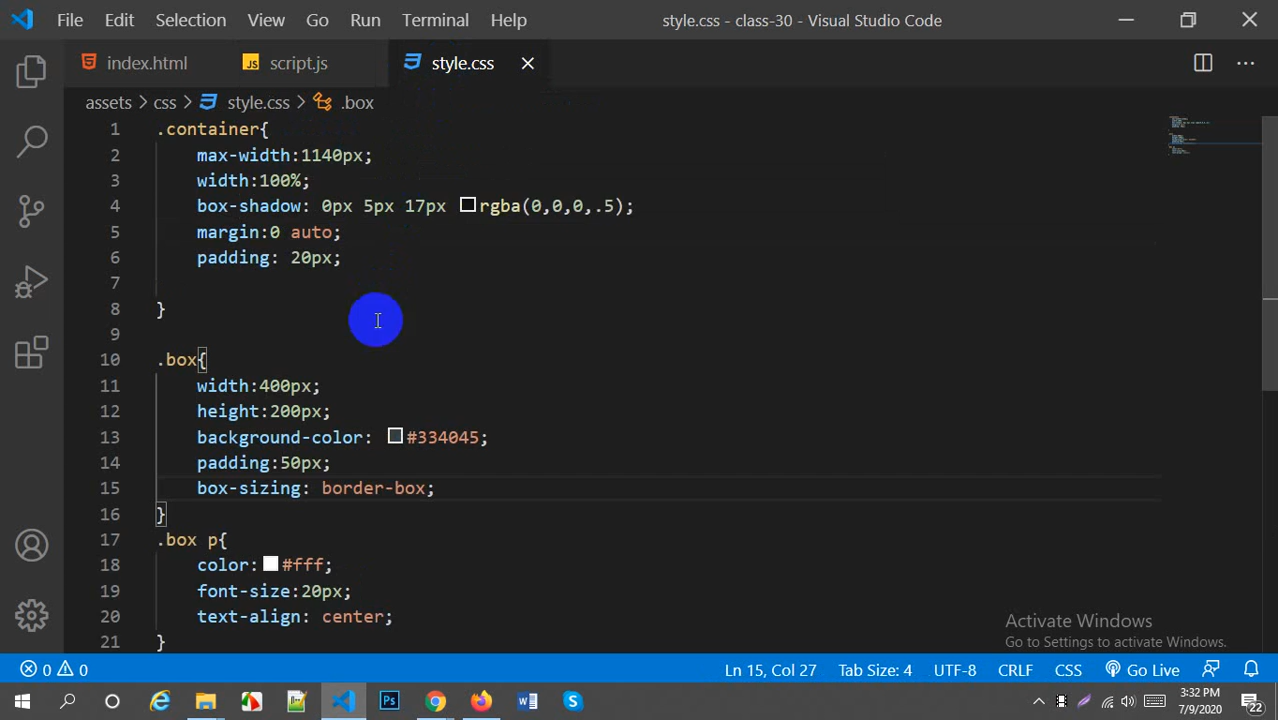 File Edit Selection View Go Run Terminal Help style.css - class-30 - Visual Studio Code
index.html JS script.js style.css
assets > css > style.css > .box
1 .container{
2 max-width:1140px;
3 width:100%;
4 box-shadow: 0px 5px 17px rgba(0,0,0,.5);
5 margin:0 auto;
6 padding: 20px;
7
8 }
9
10 .box{
11 width:400px;
12 height:200px;
13 background-color: #334045;
14 padding:50px;
15 box-sizing: border-box;
16 }
17 .box p{
18 color:#fff;
19 font-size:20px;
20 text-align: center;
21 }
Activate Windows
Go to Settings to activate Windows.
0 0 Ln 15, Col 27 Tab Size: 4 UTF-8 CRLF CSS Go Live
Ps 3:32 PM
7/9/2020 22